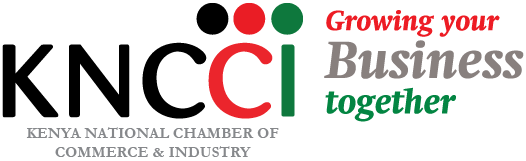 KNCCI
KENYA NATIONAL CHAMBER OF
COMMERCE & INDUSTRY
Growing your
Business
together